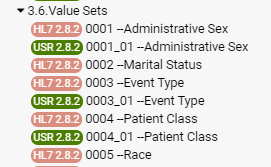 3.6.Value Sets
HL7 2.8.2 0001 --Administrative Sex
USR 2.8.2 0001_01 --Administrative Sex
HL7 2.8.2 0002 --Marital Status
HL7 2.8.2 0003 --Event Type
USR 2.8.2 0003_01 --Event Type
HL7 2.8.2 0004 --Patient Class
USR 2.8.2 0004_01 --Patient Class
HL7 2.8.2 0005 --Race